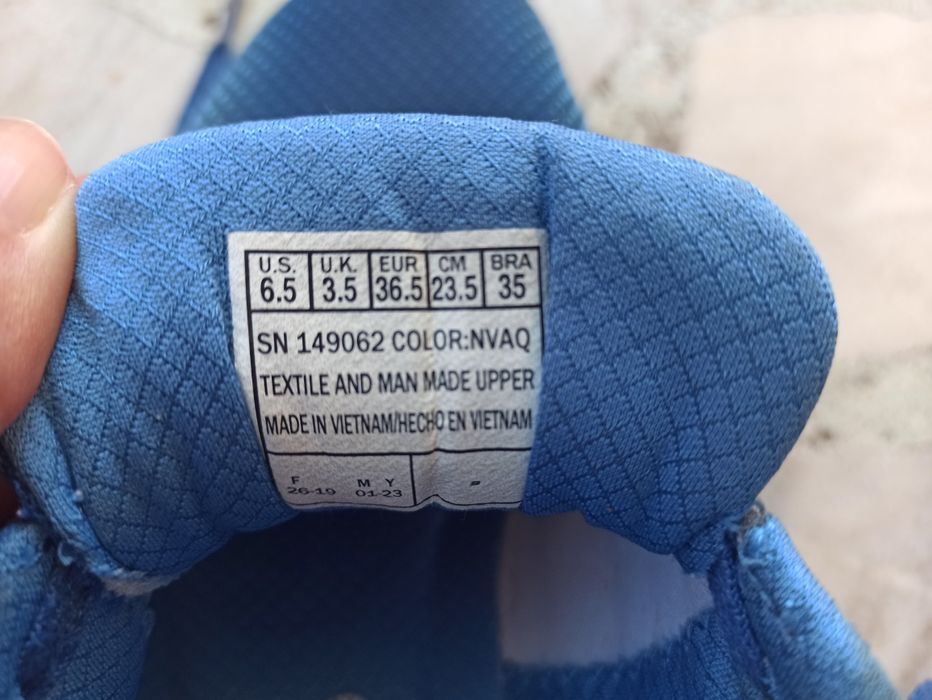 U.S. U.K. EUR CM BRA
6.5 3.5 36.5 23.5 35
SN 149062 COLOR:NVAQ
TEXTILE AND MAN MADE UPPER
MADE IN VIETNAM/HECHO EN VIETNAM
F M Y
26-19 01-23